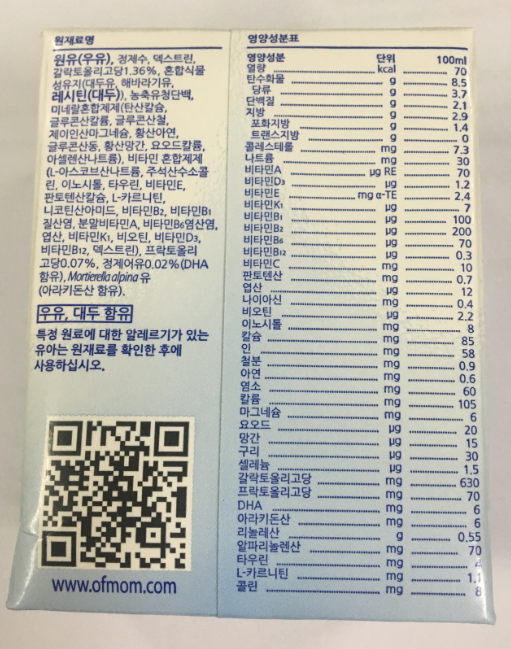 원재료명
원유(우유), 정제수, 덱스트린,
갈락토올리고당1.36%, 혼합식물
성유지(대두유, 해바라기유,
레시틴(대두)), 농축유청단백,
미네랄혼합제제(탄산칼슘,
글루콘산칼륨, 글루콘산철,
제이인산마그네슘, 황산아연,
글루콘산동, 황산망간, 요오드칼륨,
아셀렌산나트륨), 비타민 혼합제제
(L-아스코브산나트륨, 주석산수소콜
린, 이노시톨, 타우린, 비타민E,
판토텐산칼슘, L-카르니틴,
니코틴산아미드, 비타민B₂, 비타민B₁
질산염, 분말비타민A, 비타민B₆염산염,
엽산, 비타민K₁, 비오틴, 비타민D₃,
비타민B₁₂, 덱스트린), 프락토올리
고당0.07%, 정제어유0.02%(DHA
함유), Mortierella alpina 유
(아라키돈산 함유).
우유, 대두 함유
특정 원료에 대한 알레르기가 있는
유아는 원재료를 확인한 후에
사용하십시오.
www.ofmom.com
영양성분표
영양성분 단위 100ml
열량 kcal 70
탄수화물 g 8.5
당류 g 3.7
단백질 g 2.1
지방 g 2.9
포화지방 g 1.4
트랜스지방 g 0
콜레스테롤 mg 7.3
나트륨 mg 30
비타민A μg RE 70
비타민D₃ μg 1.2
비타민E mg α-TE 2.4
비타민K₁ μg 7
비타민B₁ μg 100
비타민B₂ μg 200
비타민B₆ μg 70
비타민B₁₂ μg 0.3
비타민C mg 10
판토텐산 mg 0.7
엽산 μg 12
나이아신 mg 0.4
비오틴 μg 2.2
이노시톨 mg 8
칼슘 mg 85
인 mg 58
철분 mg 0.9
아연 mg 0.6
염소 mg 60
칼륨 mg 105
마그네슘 mg 6
요오드 μg 20
망간 μg 15
구리 μg 30
셀레늄 μg 1.5
갈락토올리고당 mg 630
프락토올리고당 mg 70
DHA mg 6
아라키돈산 mg 6
리놀레산 g 0.55
알파리놀렌산 mg 70
타우린 mg 4
L-카르니틴 mg 1.1
콜린 mg 8